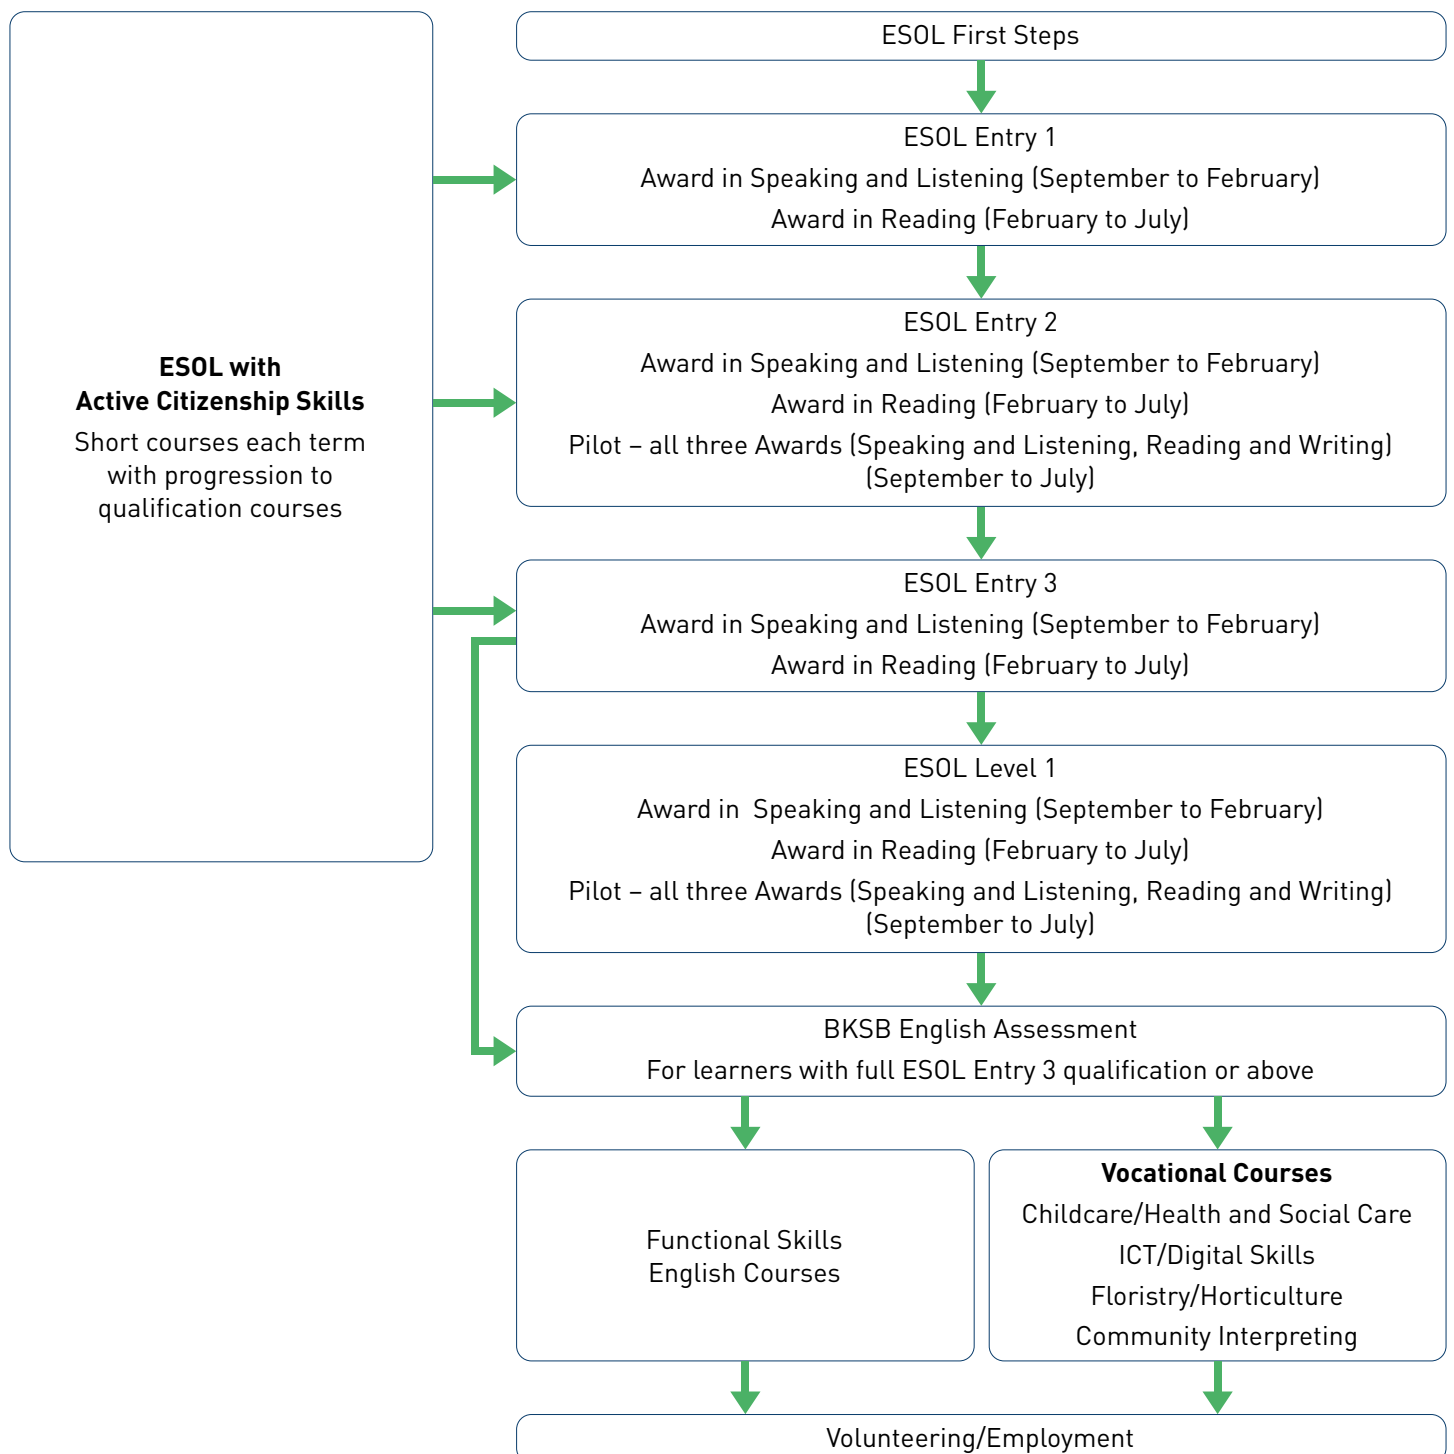 ESOL with
Active Citizenship Skills
Short courses each term
with progression to
qualification courses
ESOL First Steps
ESOL Entry 1
Award in Speaking and Listening (September to February)
Award in Reading (February to July)
ESOL Entry 2
Award in Speaking and Listening (September to February)
Award in Reading (February to July)
Pilot – all three Awards (Speaking and Listening, Reading and Writing)
(September to July)
ESOL Entry 3
Award in Speaking and Listening (September to February)
Award in Reading (February to July)
ESOL Level 1
Award in  Speaking and Listening (September to February)
Award in Reading (February to July)
Pilot – all three Awards (Speaking and Listening, Reading and Writing)
(September to July)
BKSB English Assessment
For learners with full ESOL Entry 3 qualification or above
Functional Skills
English Courses
Vocational Courses
Childcare/Health and Social Care
ICT/Digital Skills
Floristry/Horticulture
Community Interpreting
Volunteering/Employment